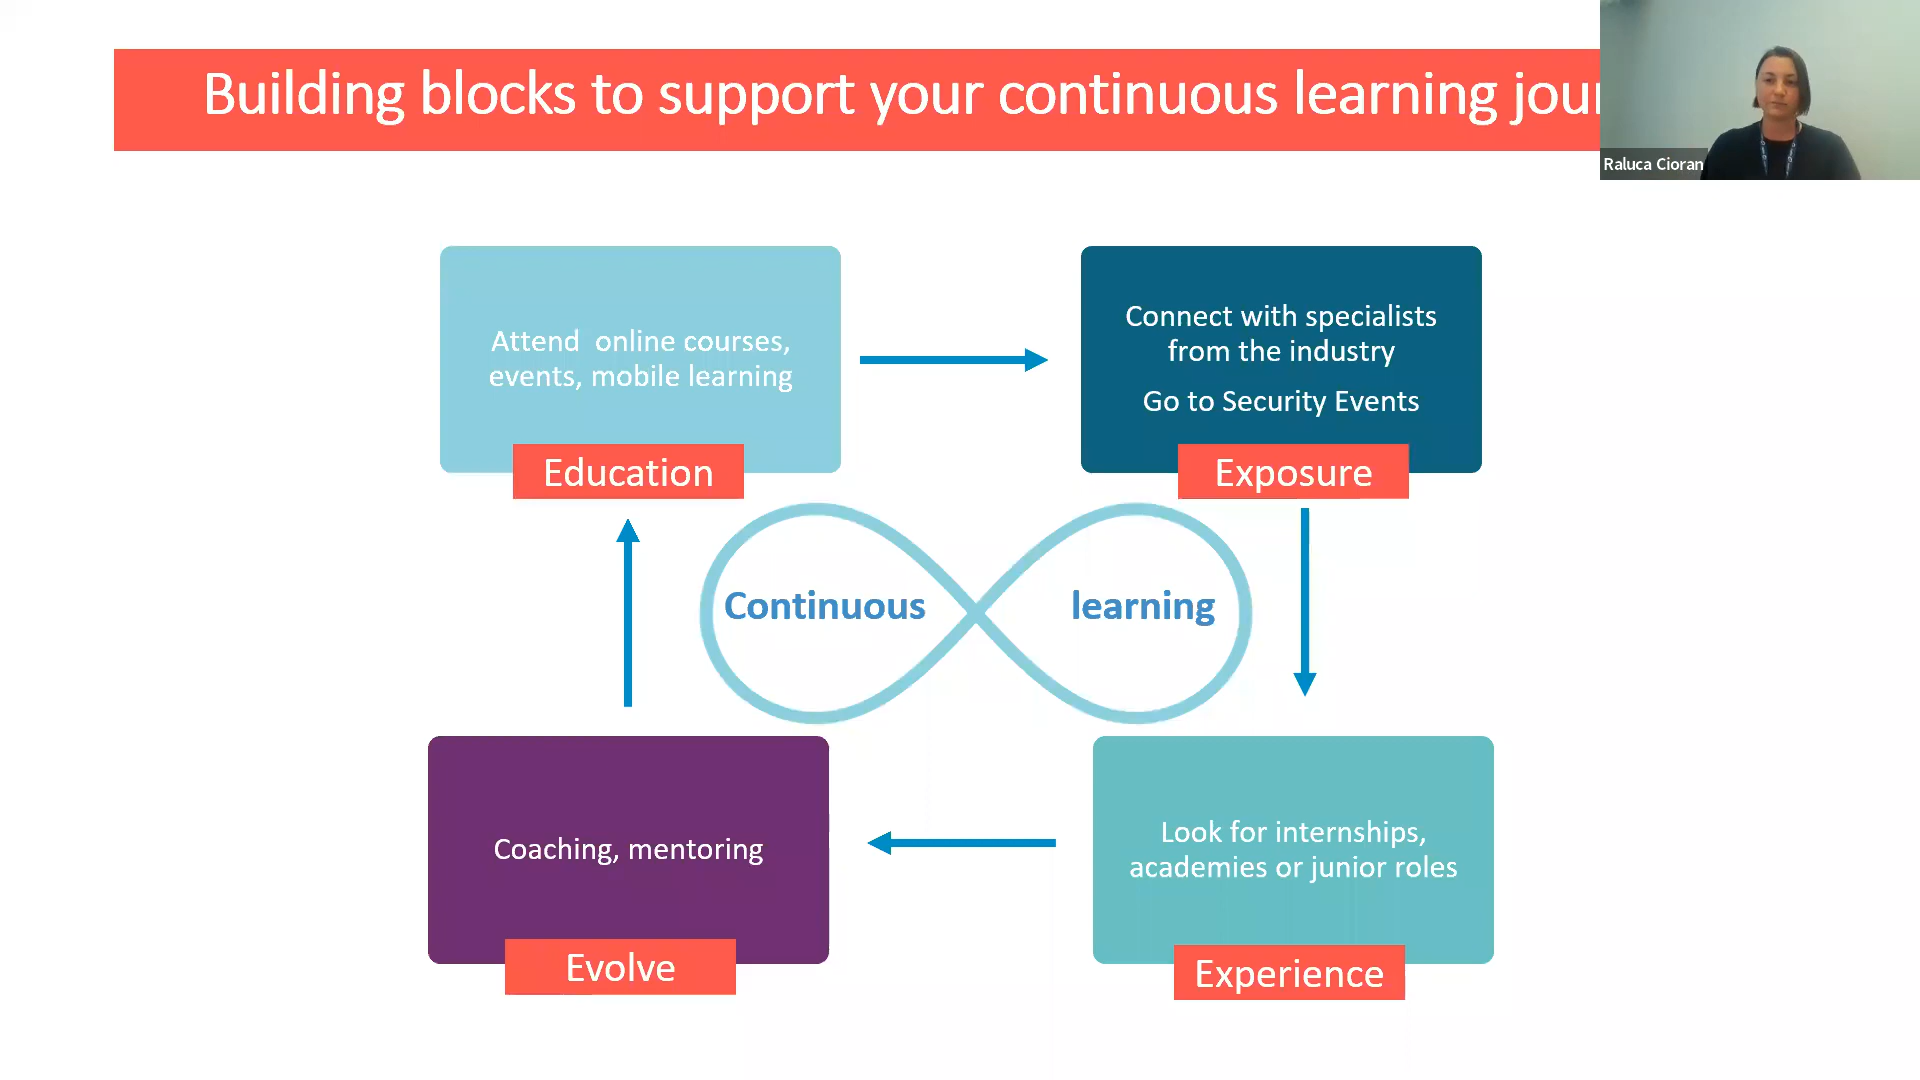 Building blocks to support your continuous learning jour
Raluca Cioran
Attend  online courses,
events, mobile learning
Education
Connect with specialists
from the industry
Go to Security Events
Exposure
Continuous learning
Coaching, mentoring
Evolve
Look for internships,
academies or junior roles
Experience